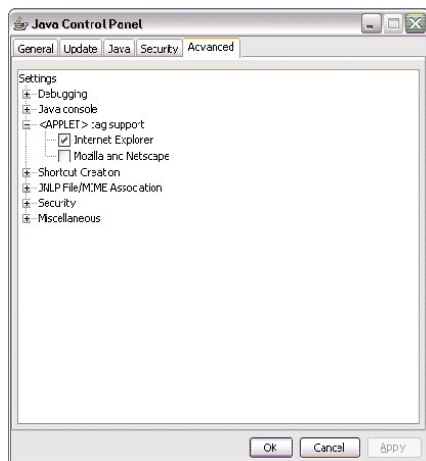 Java Control Panel
General Update Java Security Advanced
Settings
Debugging
Java console
<APPLET> tag support
Internet Explorer
Mozilla and Netscape
Shortcut Creation
JNLP File/MIME Association
Security
Miscellaneous
OK Cancel Apply